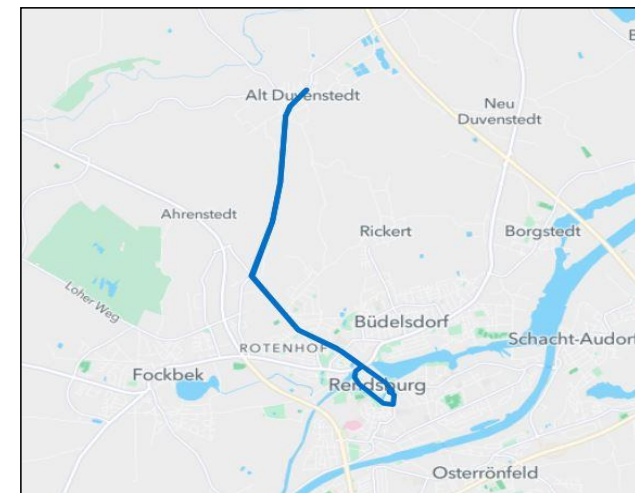 E
Alt Duvenstedt
Neu
Duvenstedt
Ahrenstedt
Rickert
Borgstedt
Loher Weg
Büdelsdorf
Schacht-Audorf
ROTENHOF
Fockbek
Rendsburg
Osterrönfeld